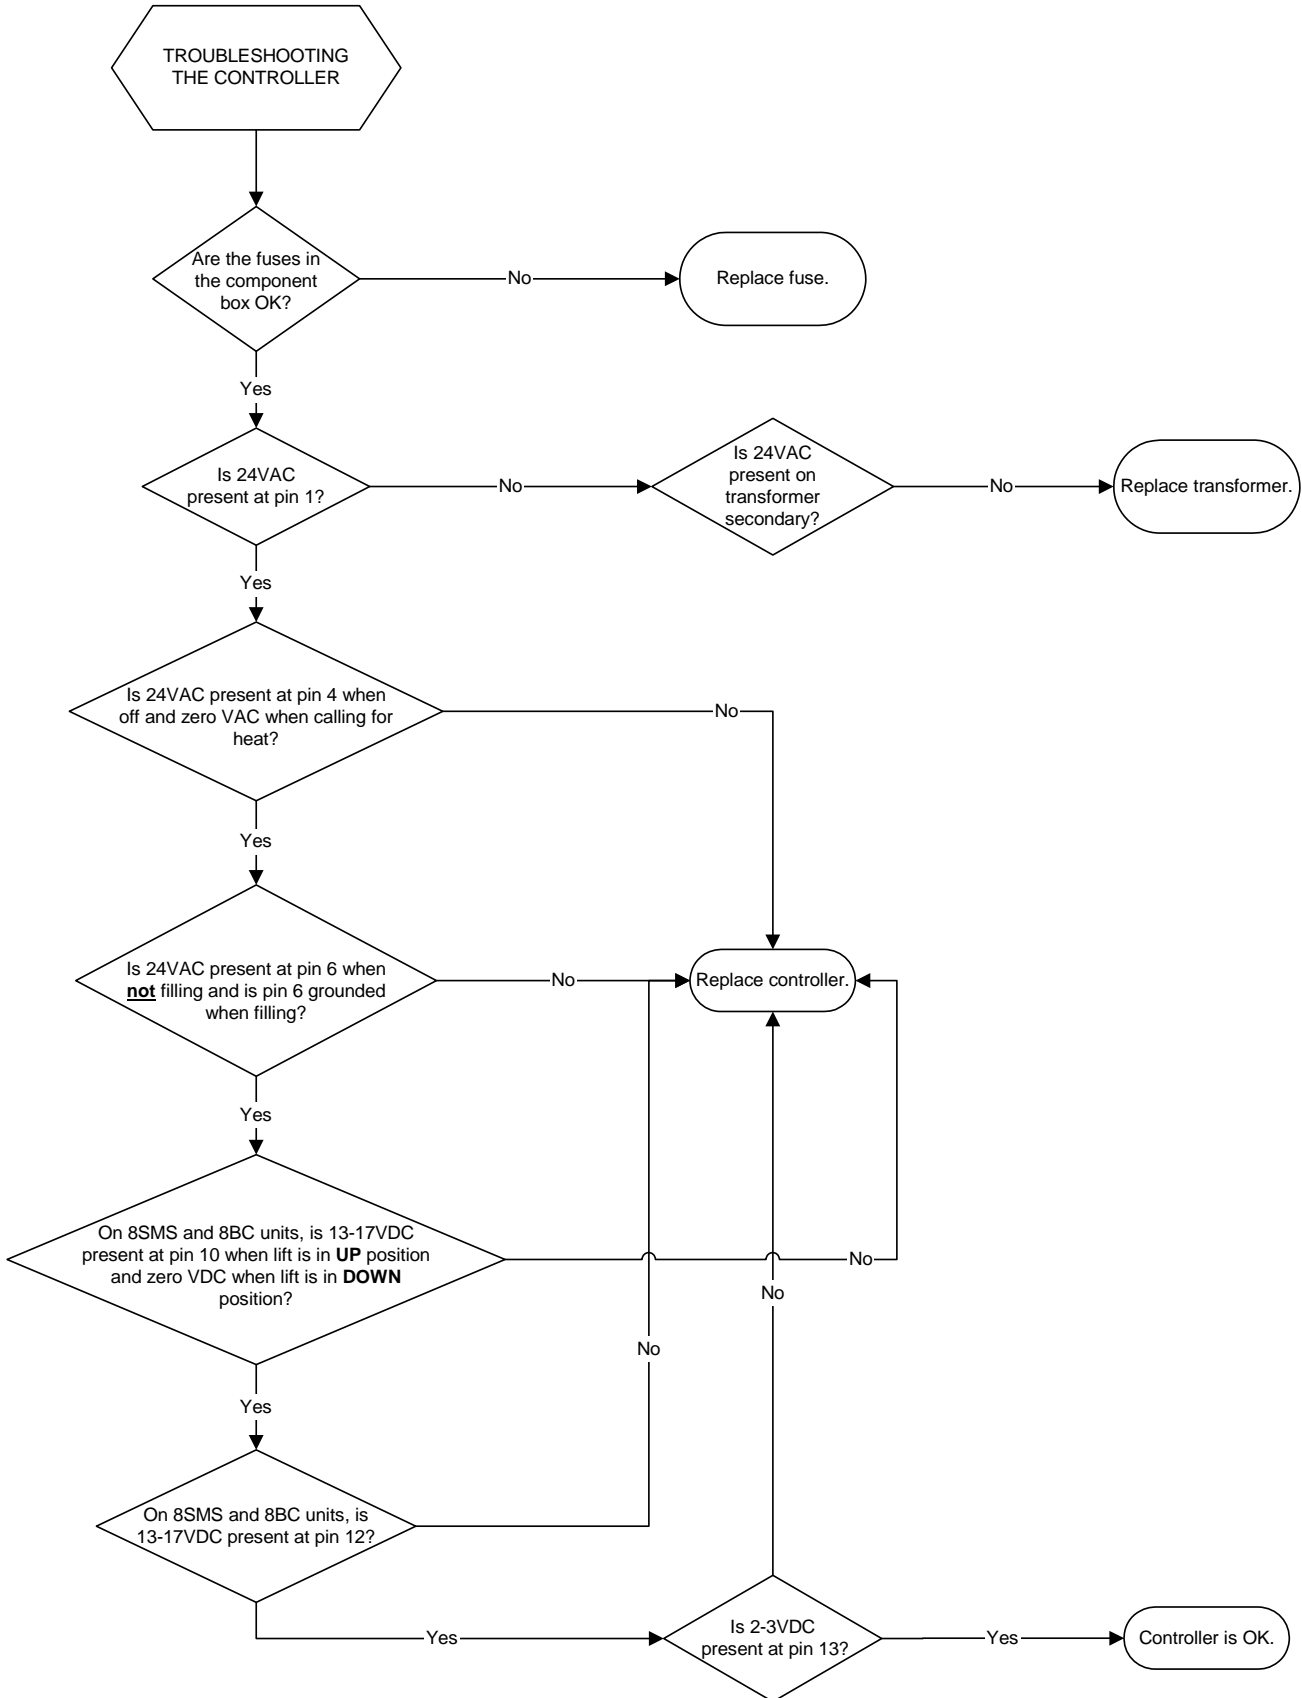 TROUBLESHOOTING
THE CONTROLLER
Are the fuses in
the component
box OK?
No
Replace fuse.
Yes
Is 24VAC
present at pin 1?
No
Is 24VAC
present on
transformer
secondary?
No
Replace transformer.
Yes
Is 24VAC present at pin 4 when
off and zero VAC when calling for
heat?
No
Yes
Is 24VAC present at pin 6 when
not filling and is pin 6 grounded
when filling?
No
Replace controller.
Yes
On 8SMS and 8BC units, is 13-17VDC
present at pin 10 when lift is in UP position
and zero VDC when lift is in DOWN
position?
No
No
No
Yes
On 8SMS and 8BC units, is
13-17VDC present at pin 12?
Yes
Is 2-3VDC
present at pin 13?
Yes
Controller is OK.